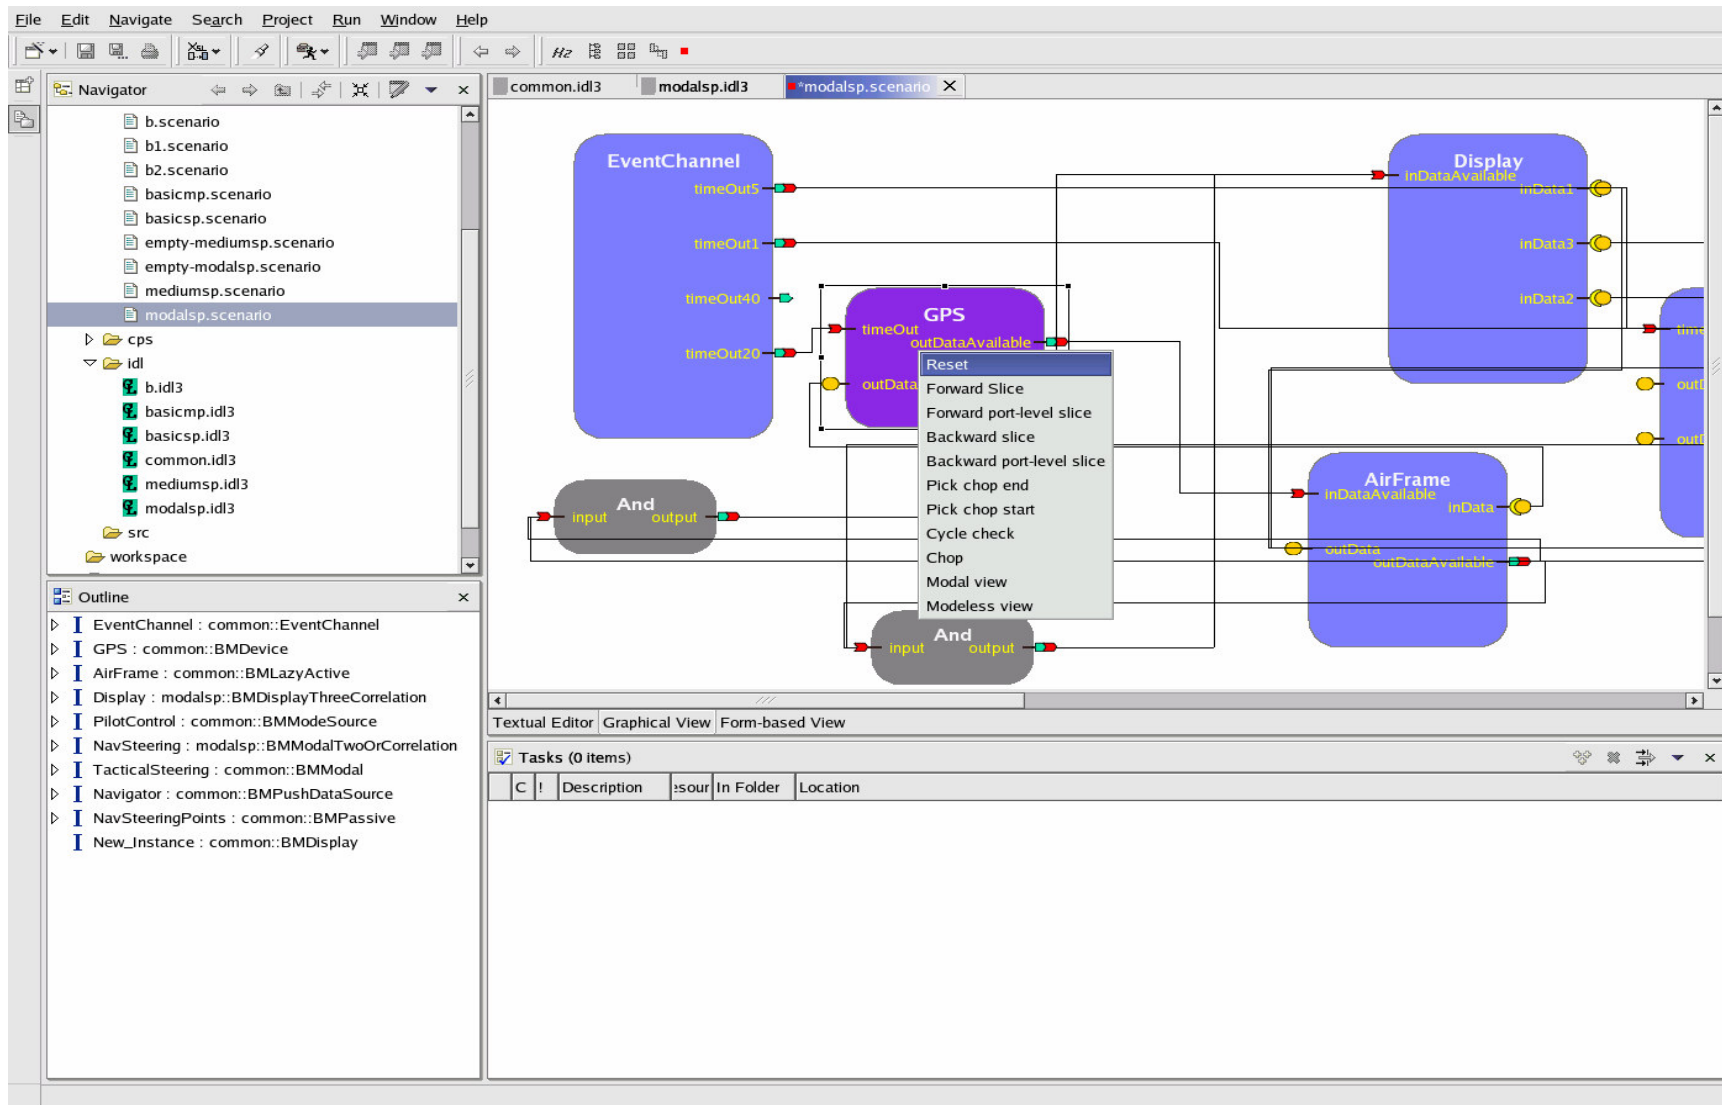 File Edit Navigate Search Project Run Window Help
Hz
Navigator
b.scenario
b1.scenario
b2.scenario
basicmp.scenario
basicsp.scenario
empty-mediumsp.scenario
empty-modalsp.scenario
mediumsp.scenario
modalsp.scenario
cps
idl
b.idl3
basicmp.idl3
basicsp.idl3
common.idl3
mediumsp.idl3
modalsp.idl3
src
workspace
Outline
EventChannel : common::EventChannel
GPS : common::BMDevice
AirFrame : common::BMLazyActive
Display : modalsp::BMDisplayThreeCorrelation
PilotControl : common::BMModeSource
NavSteering : modalsp::BMModalTwoOrCorrelation
TacticalSteering : common::BMModal
Navigator : common::BMPushDataSource
NavSteeringPoints : common::BMPassive
New_Instance : common::BMDisplay
common.idl3 modalsp.idl3 *modalsp.scenario
EventChannel
timeOut5
timeOut1
timeOut40
timeOut20
GPS
timeOut
outDataAvailable
outData
Reset
Forward Slice
Forward port-level slice
Backward slice
Backward port-level slice
Pick chop end
Pick chop start
Cycle check
Chop
Modal view
Modeless view
And
input output
And
input output
Display
inDataAvailable
inData1
inData3
inData2
AirFrame
inDataAvailable
inData
outData
outDataAvailable
time
out
out
Textual Editor Graphical View Form-based View
Tasks (0 items)
C ! Description esour In Folder Location